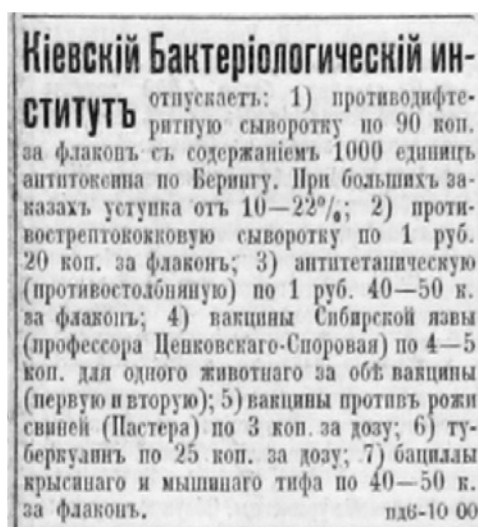 Кіевскій Бактеріологическій ин-
ститутъ отпускаетъ: 1) противодифте-
ритную сыворотку по 90 коп.
за флаконъ съ содержаніемъ 1000 единицъ
антитоксина по Берингу. При большихъ за-
казахъ уступка отъ 10—22%; 2) проти-
вострептококковую сыворотку по 1 руб.
20 коп. за флаконъ; 3) антитетаническую
(противостолбняную) по 1 руб. 40—50 к.
за флаконъ; 4) вакцины Сибирской язвы
(профессора Ценковскаго-Споровая) по 4—5
коп. для одного животнаго за обѣ вакцины
(первую и вторую); 5) вакцины противъ рожи
свиней (Пастера) по 3 коп. за дозу; 6) ту-
беркулинъ по 25 коп. за дозу; 7) бациллы
крысинаго и мышинаго тифа по 40—50 к.
за флаконъ. пдб-10 00